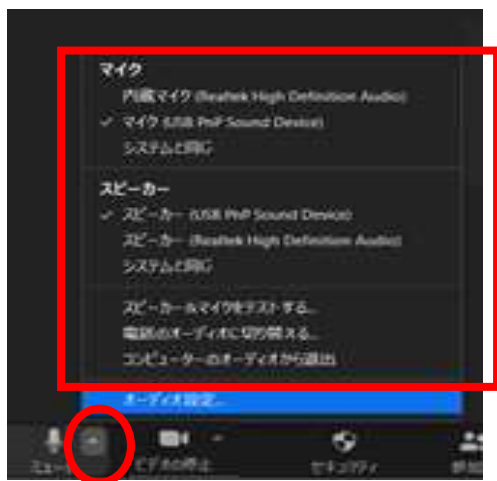 マイク
内蔵マイク (Realtek High Definition Audio)
マイク (USB PnP Sound Device)
システムと同じ
スピーカー
スピーカー (USB PnP Sound Device)
スピーカー (Realtek High Definition Audio)
システムと同じ
スピーカー&マイクをテストする...
電話のオーディオに切り替える...
コンピューターのオーディオから退出
オーディオ設定...
ミュート
ビデオの停止
セキュリティ
参加